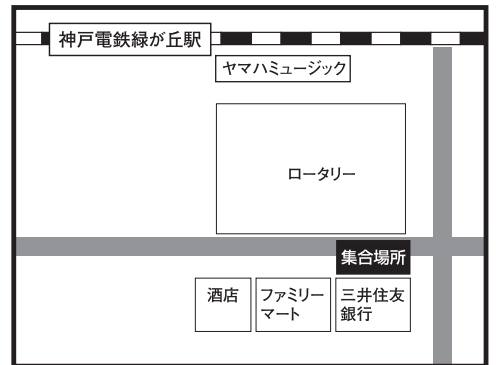 神戸電鉄緑が丘駅
ヤマハミュージック
ロータリー
集合場所
酒店
ファミリー
マート
三井住友
銀行